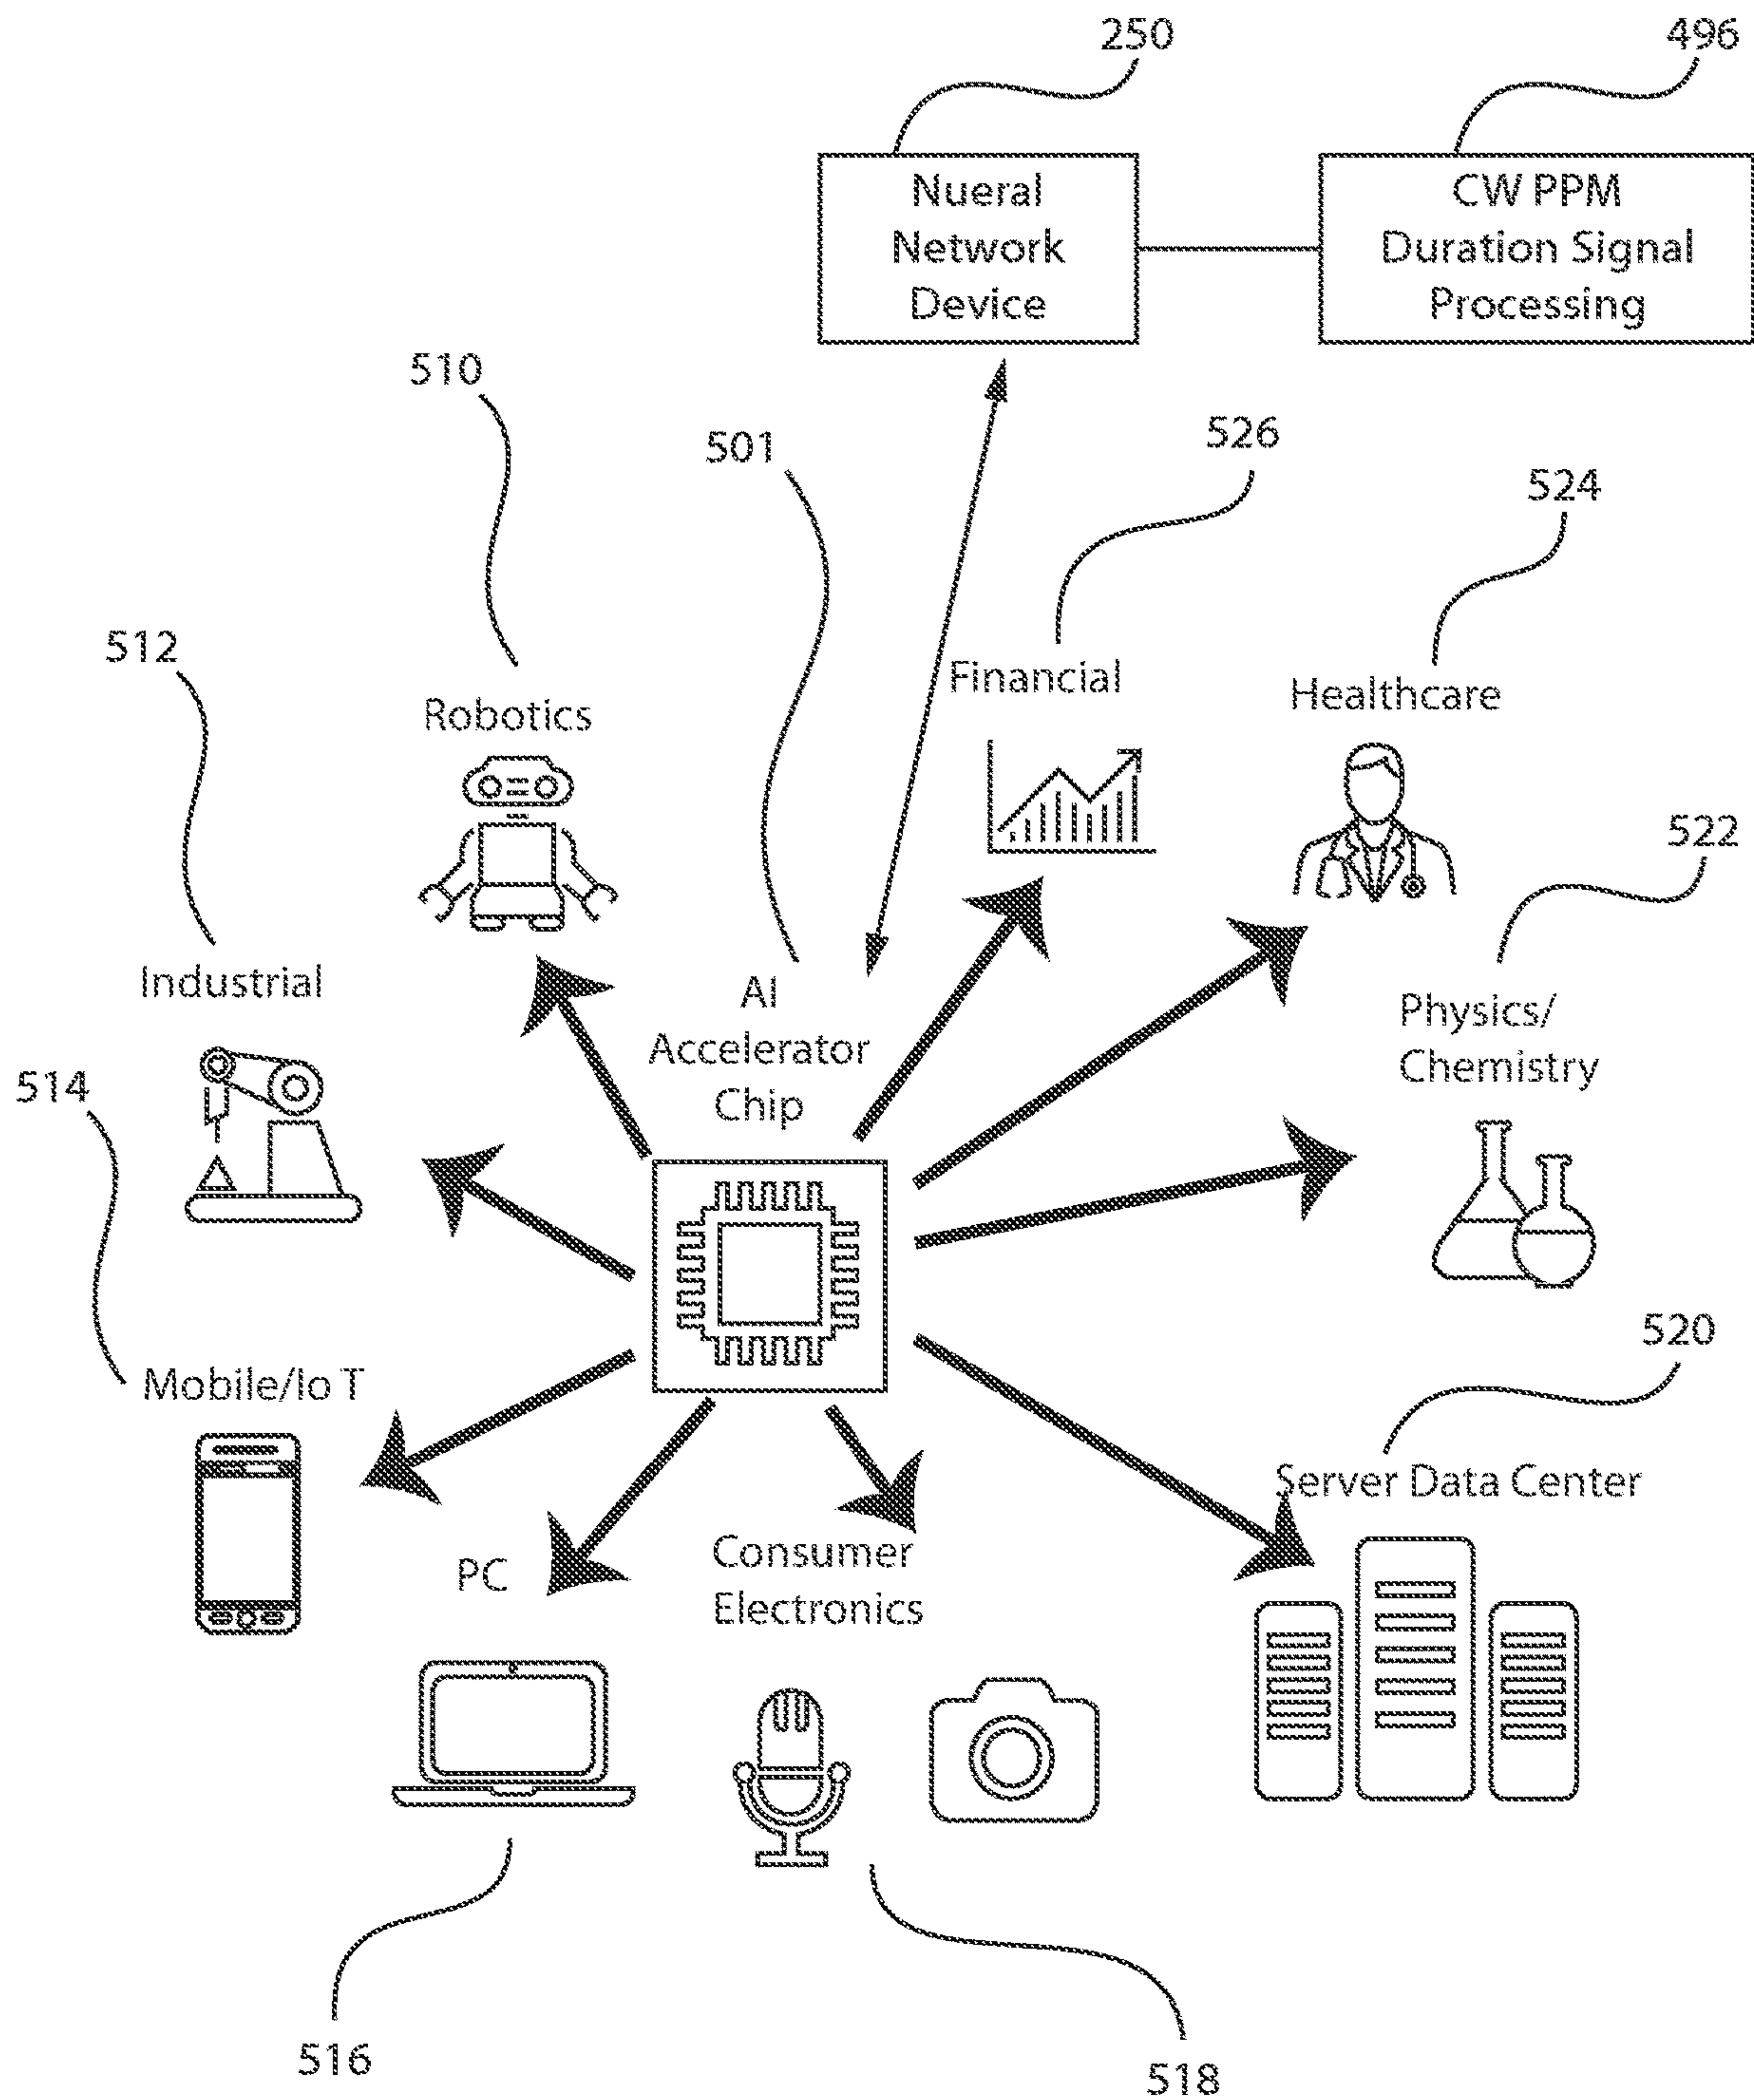 250
496
Nueral
Network
Device
CW PPM
Duration Signal
Processing
510
501
526
524
512
Robotics
Financial
Healthcare
522
Industrial
AI
Accelerator
Chip
Physics/
Chemistry
514
520
Mobile/Io T
Server Data Center
PC
Consumer
Electronics
516
518